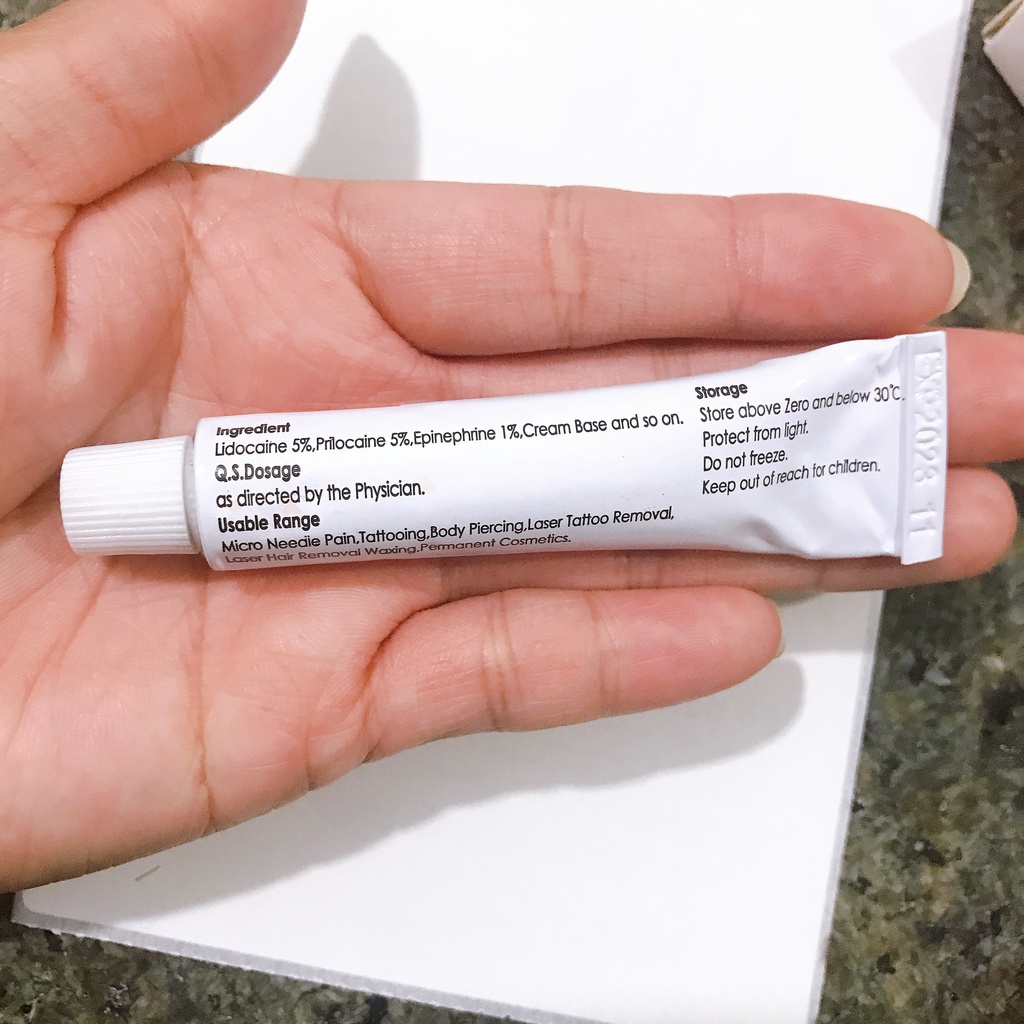 Ingredient
Lidocaine 5%,Prilocaine 5%,Epinephrine 1%,Cream Base and so on.
Q.S.Dosage
as directed by the Physician.
Usable Range
Micro Needle Pain,Tattooing,Body Piercing,Laser Tattoo Removal,
Laser Hair Removal Waxing,Permanent Cosmetics.
Storage
Store above Zero and below 30℃.
Protect from light.
Do not freeze.
Keep out of reach for children.
EXP2023 11